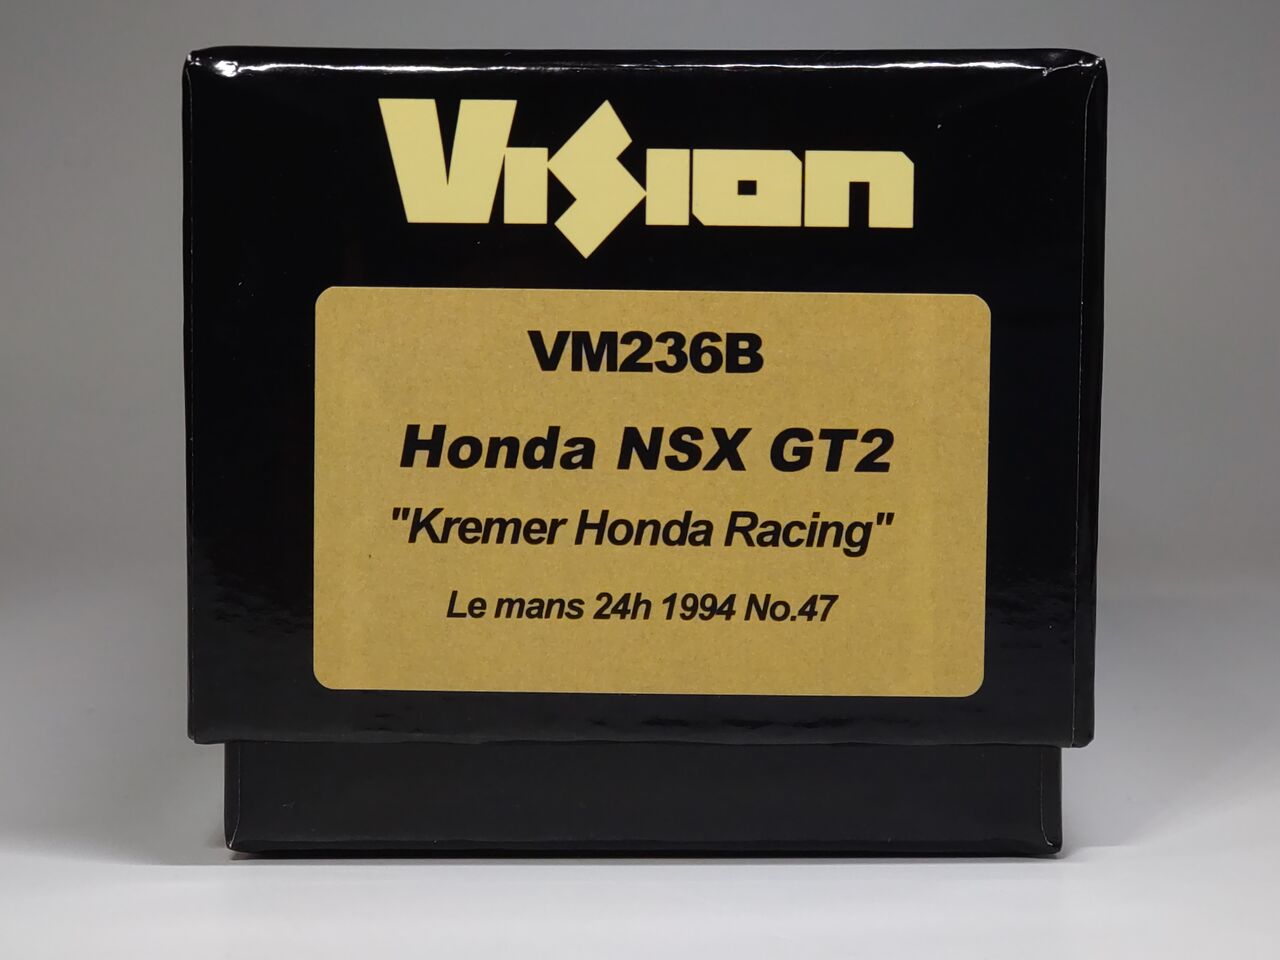 Vision
VM236B
Honda NSX GT2
"Kremer Honda Racing"
Le mans 24h 1994 No.47